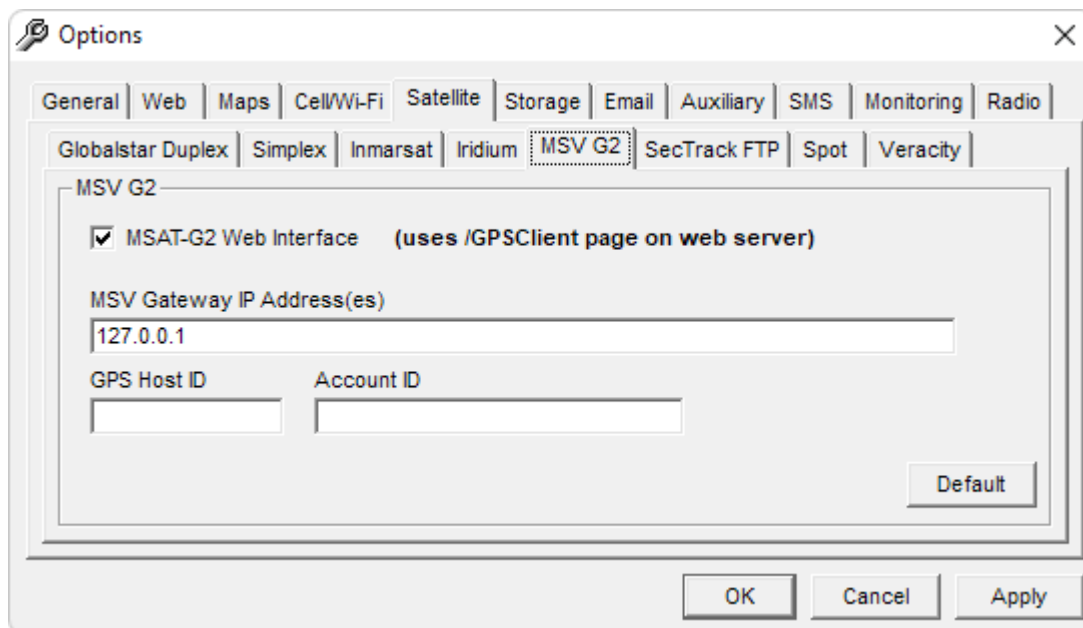 Options
General Web Maps Cell/Wi-Fi Satellite Storage Email Auxiliary SMS Monitoring Radio
Globalstar Duplex Simplex Inmarsat Iridium MSV G2 SecTrack FTP Spot Veracity
MSV G2
MSAT-G2 Web Interface (uses /GPSClient page on web server)
MSV Gateway IP Address(es)
127.0.0.1
GPS Host ID Account ID
Default
OK Cancel Apply